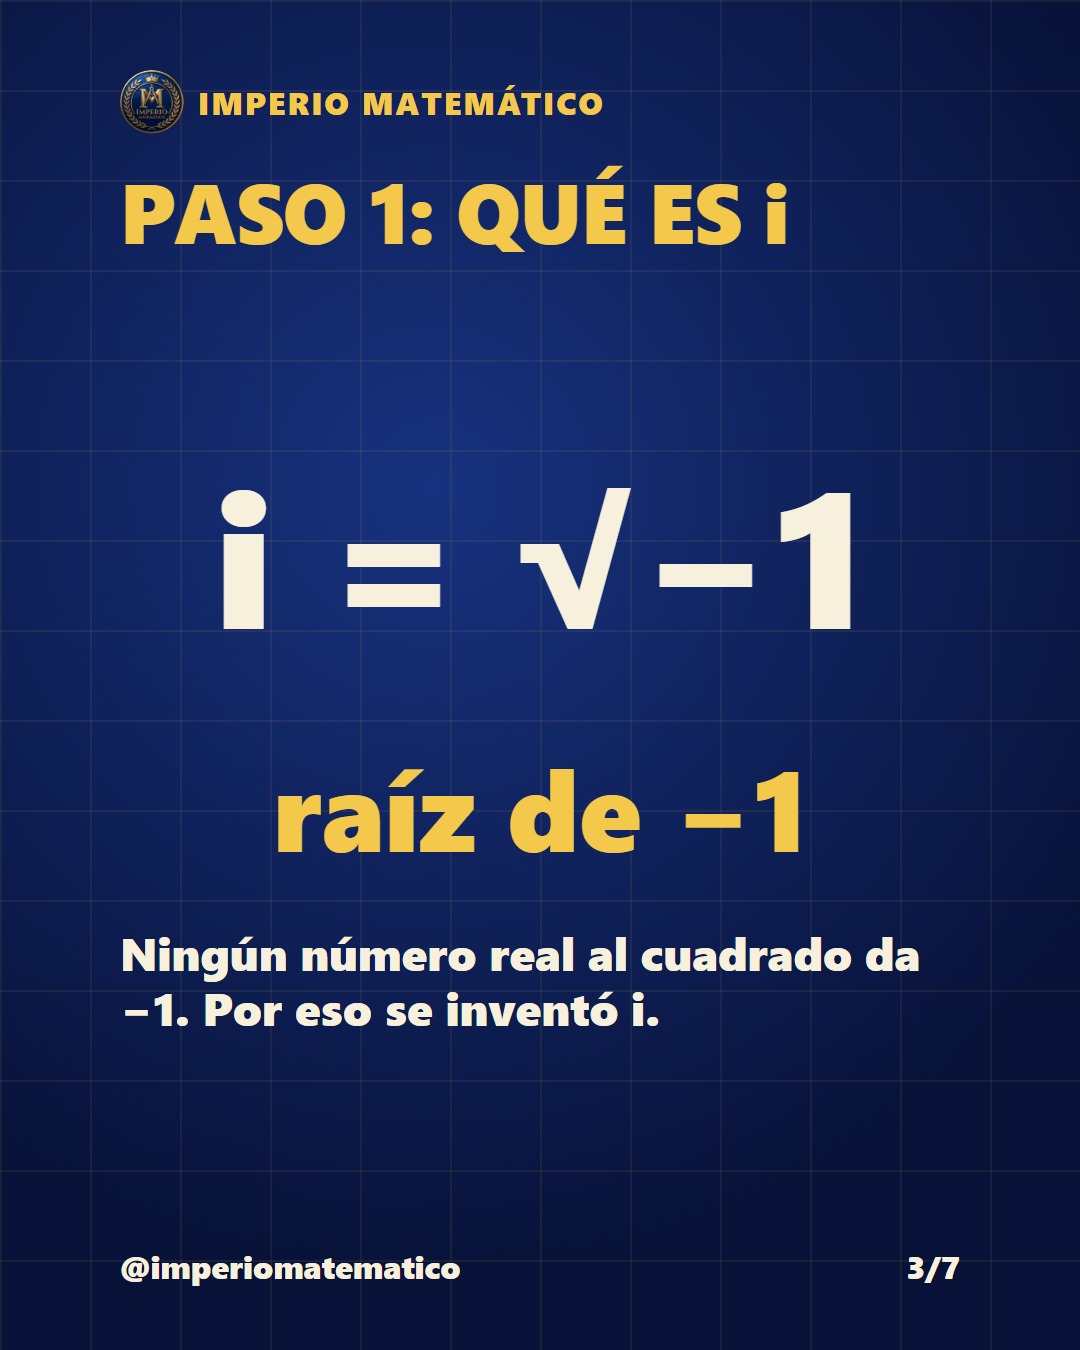 IMPERIO MATEMÁTICO
PASO 1: QUÉ ES i
i = √−1
raíz de −1
Ningún número real al cuadrado da
−1. Por eso se inventó i.
@imperiomatematico
3/7